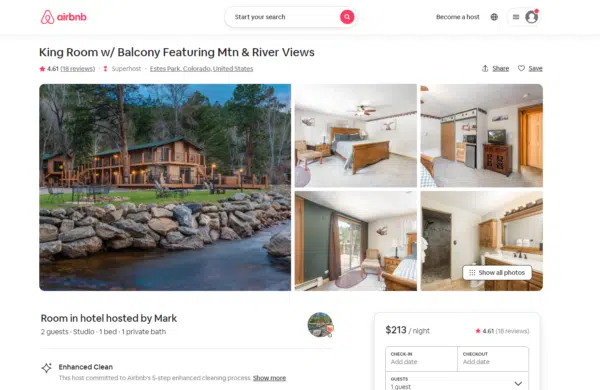 airbnb
Start your search
Become a host
King Room w/ Balcony Featuring Mtn & River Views
4.61 (18 reviews) · Superhost · Estes Park, Colorado, United States
Share
Save
Show all photos
Room in hotel hosted by Mark
2 guests · Studio · 1 bed · 1 private bath
$213 / night
4.61 (18 reviews)
CHECK-IN
Add date
CHECKOUT
Add date
GUESTS
1 guest
Enhanced Clean
This host committed to Airbnb's 5-step enhanced cleaning process. Show more